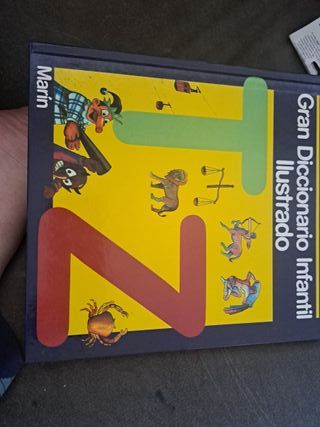 Gran Diccionario Infantil
Ilustrado
T
Z
Marín